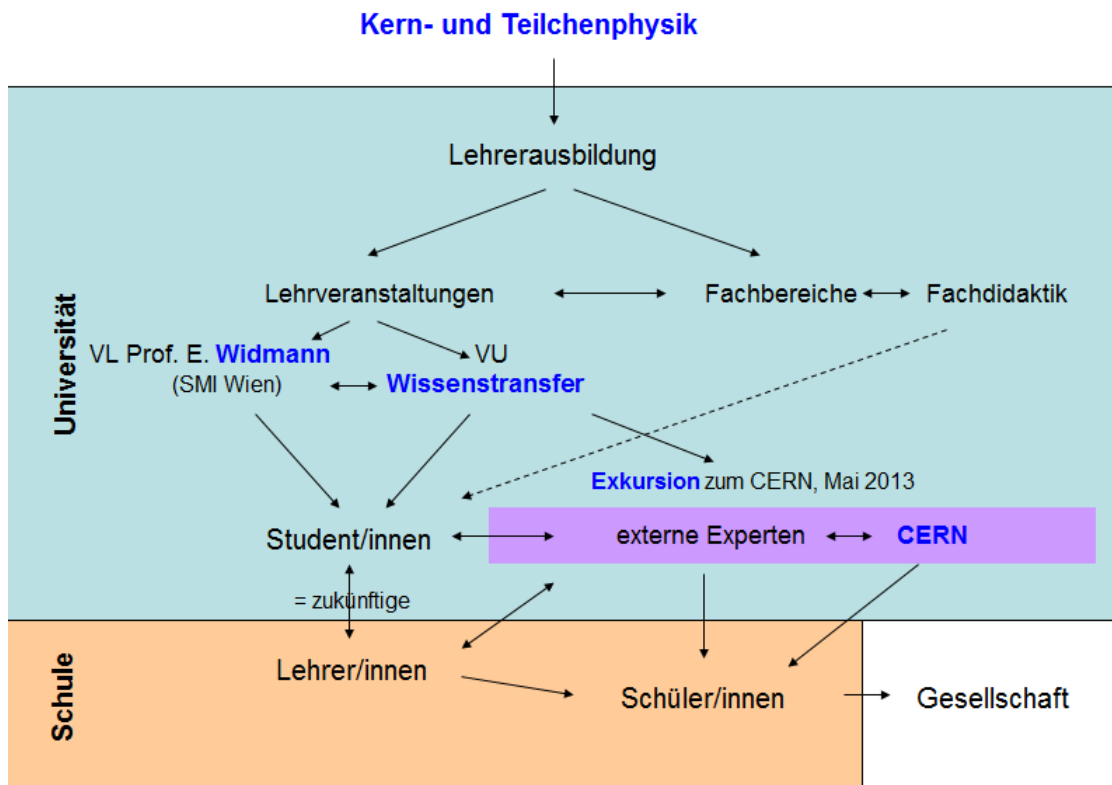 Kern- und Teilchenphysik
Lehrerausbildung
Universität
Lehrveranstaltungen
Fachbereiche
Fachdidaktik
VL Prof. E. Widmann
(SMI Wien)
VU
Wissenstransfer
Exkursion zum CERN, Mai 2013
Student/innen
externe Experten
CERN
= zukünftige
Schule
Lehrer/innen
Schüler/innen
Gesellschaft